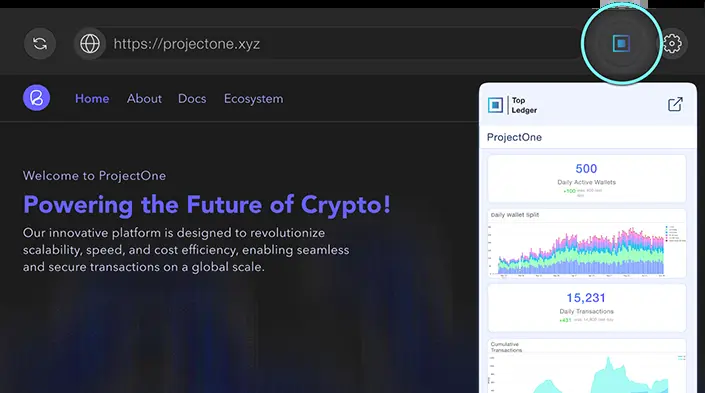 https://projectone.xyz
Home About Docs Ecosystem
Top
Ledger
ProjectOne
Welcome to ProjectOne
Powering the Future of Crypto!
Our innovative platform is designed to revolutionize
scalability, speed, and cost efficiency, enabling seamless
and secure transactions on a global scale.
500
Daily Active Wallets
+100
Daily Wallet Split
15,231
Daily Transactions
+431
Cumulative
Transactions